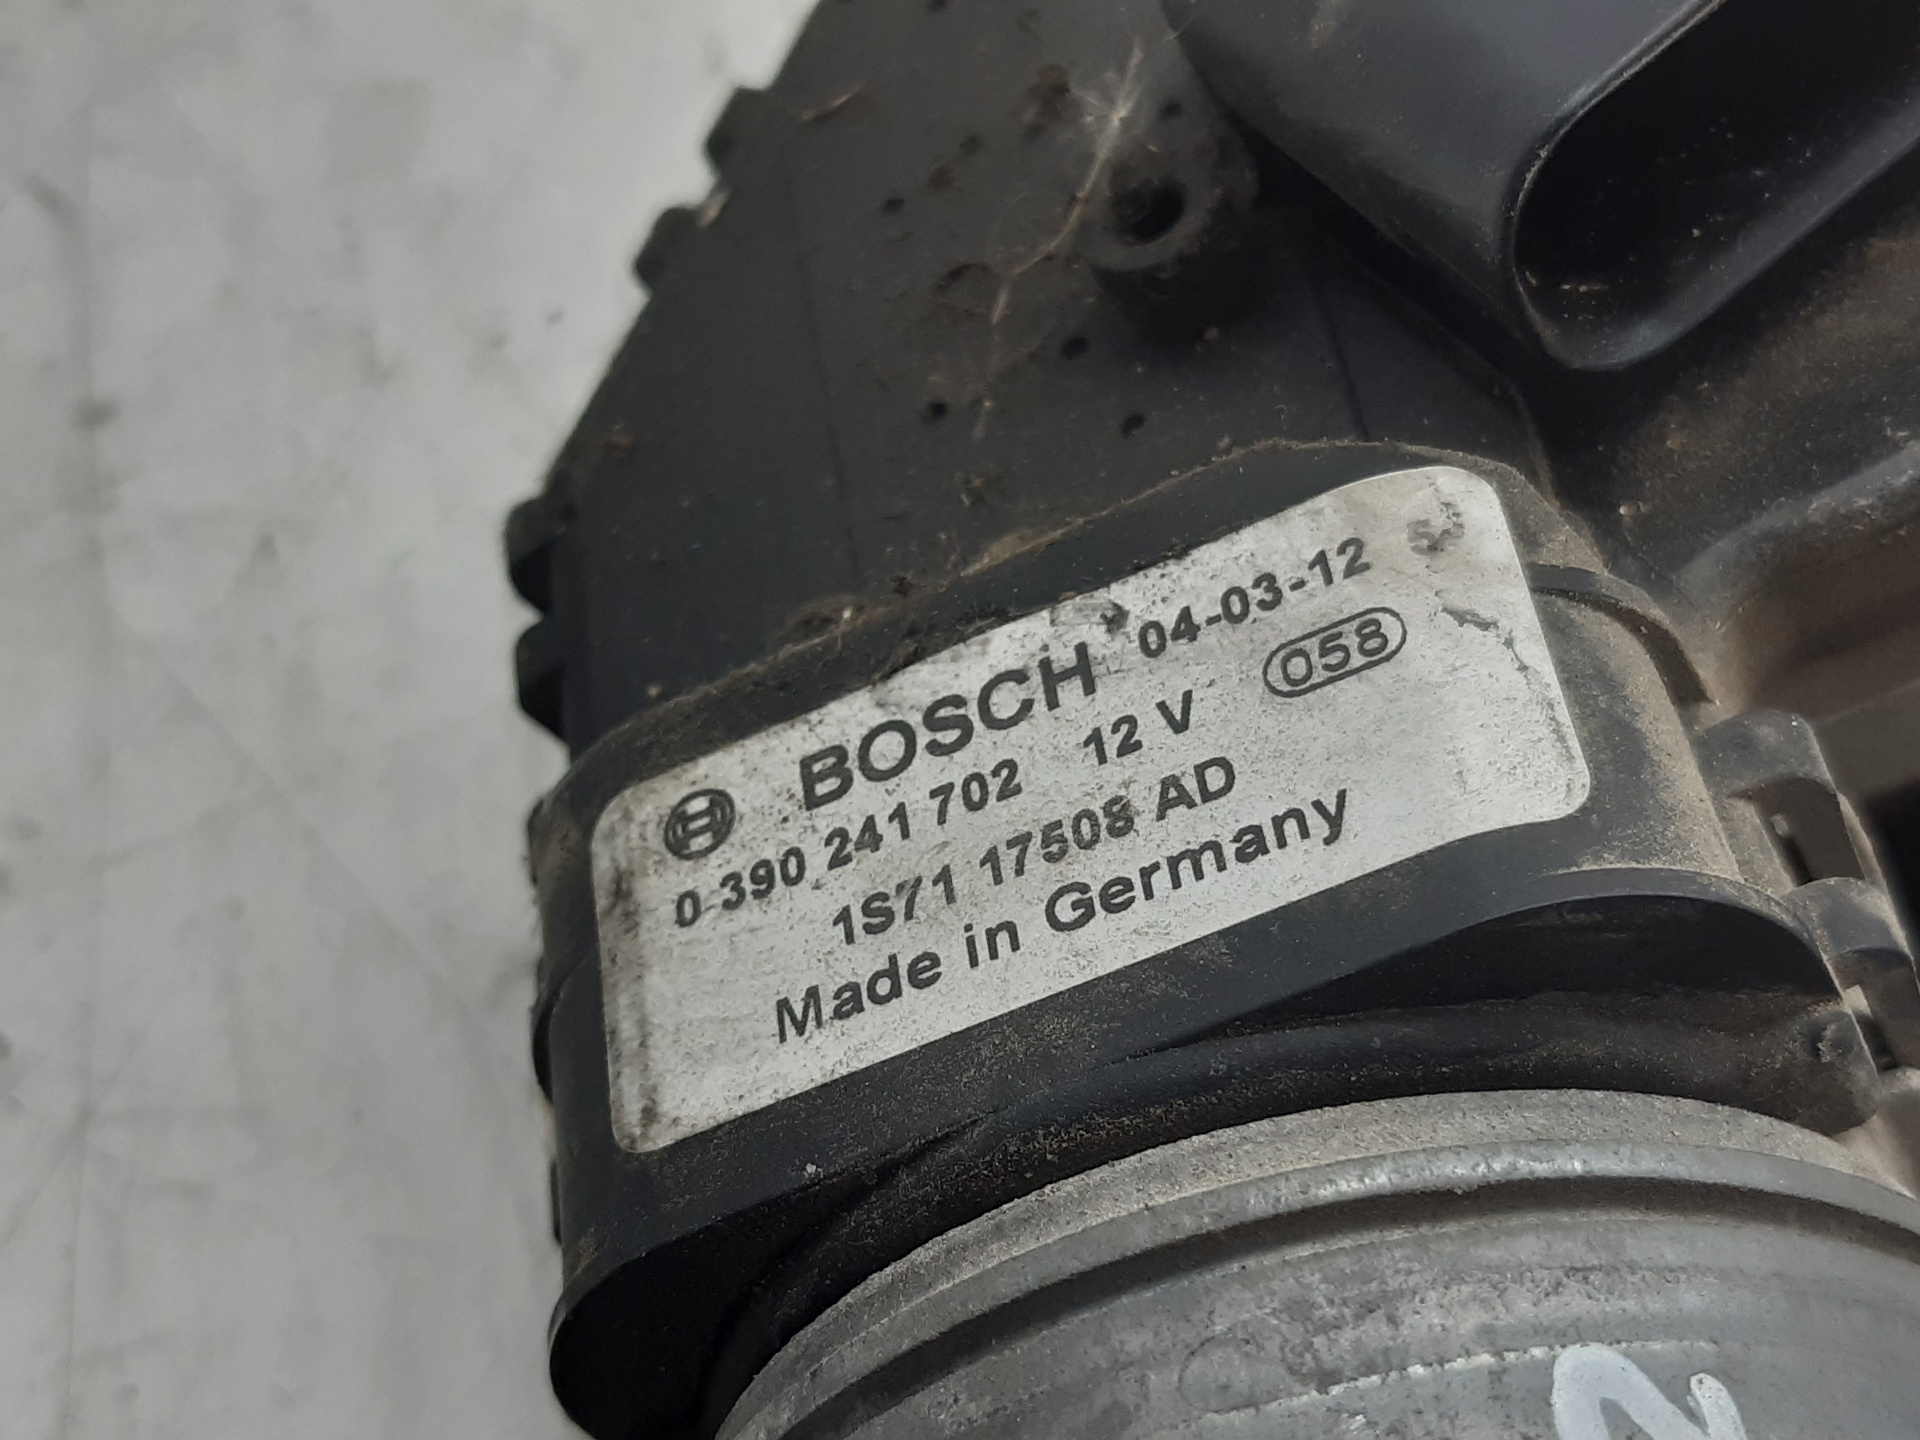 BOSCH 04-03-12
0 390 241 702 12 V 058
1S71 17508 AD
Made in Germany